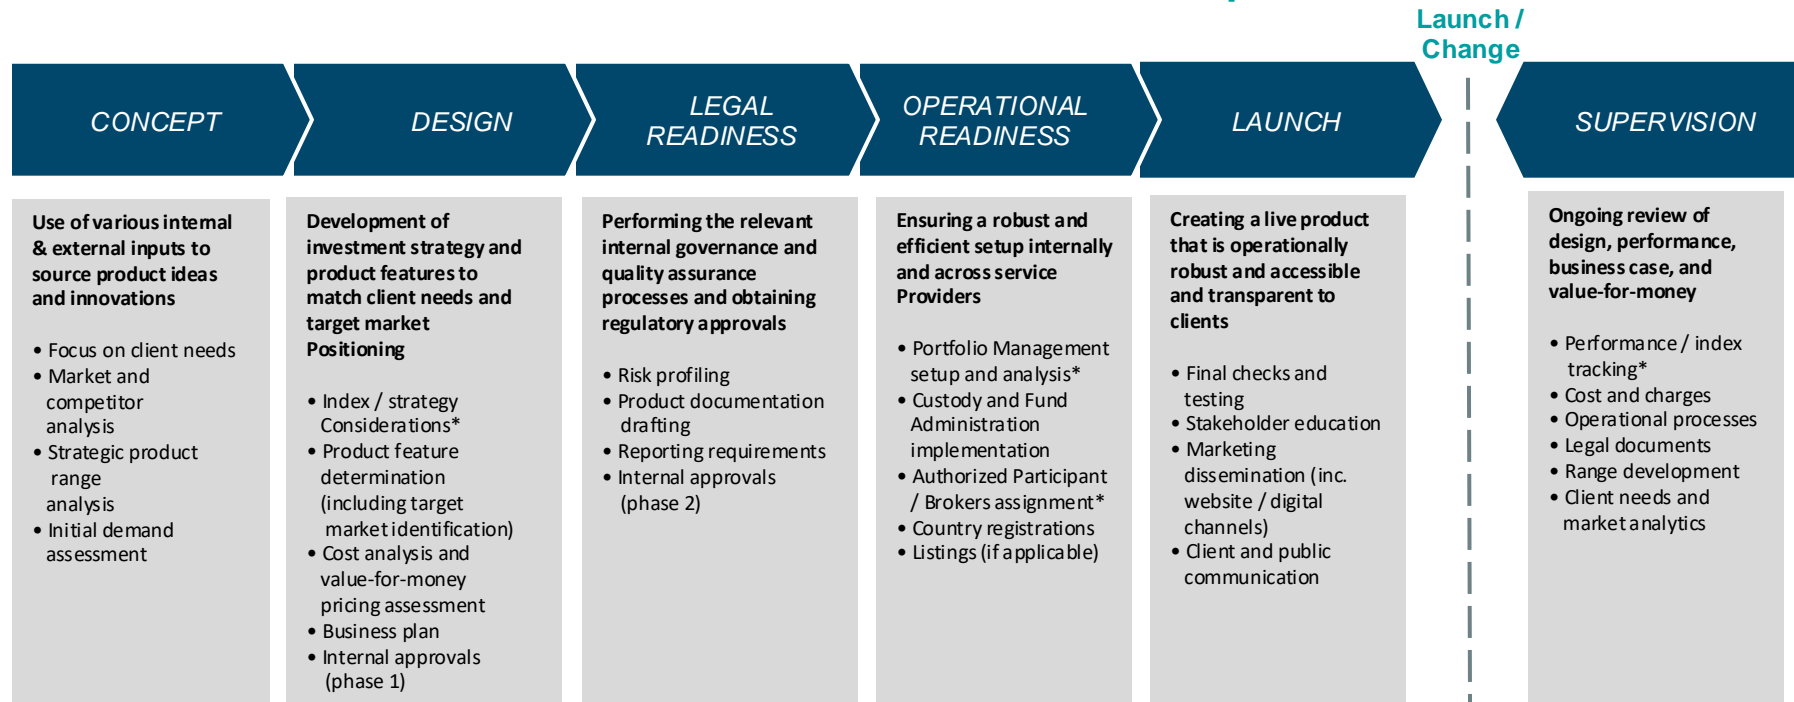 Launch /
Change
CONCEPT
DESIGN
LEGAL
READINESS
OPERATIONAL
READINESS
LAUNCH
SUPERVISION
Use of various internal
& external inputs to
source product ideas
and innovations
• Focus on client needs
• Market and
competitor
analysis
• Strategic product
range
analysis
• Initial demand
assessment
Development of
investment strategy and
product features to
match client needs and
target market
Positioning
• Index / strategy
Considerations*
• Product feature
determination
(including target
market identification)
• Cost analysis and
value-for-money
pricing assessment
• Business plan
• Internal approvals
(phase 1)
Performing the relevant
internal governance and
quality assurance
processes and obtaining
regulatory approvals
• Risk profiling
• Product documentation
drafting
• Reporting requirements
• Internal approvals
(phase 2)
Ensuring a robust and
efficient setup internally
and across service
Providers
• Portfolio Management
setup and analysis*
• Custody and Fund
Administration
implementation
• Authorized Participant
/ Brokers assignment*
• Country registrations
• Listings (if applicable)
Creating a live product
that is operationally
robust and accessible
and transparent to
clients
• Final checks and
testing
• Stakeholder education
• Marketing
dissemination (inc.
website / digital
channels)
• Client and public
communication
Ongoing review of
design, performance,
business case, and
value-for-money
• Performance / index
tracking*
• Cost and charges
• Operational processes
• Legal documents
• Range development
• Client needs and
market analytics